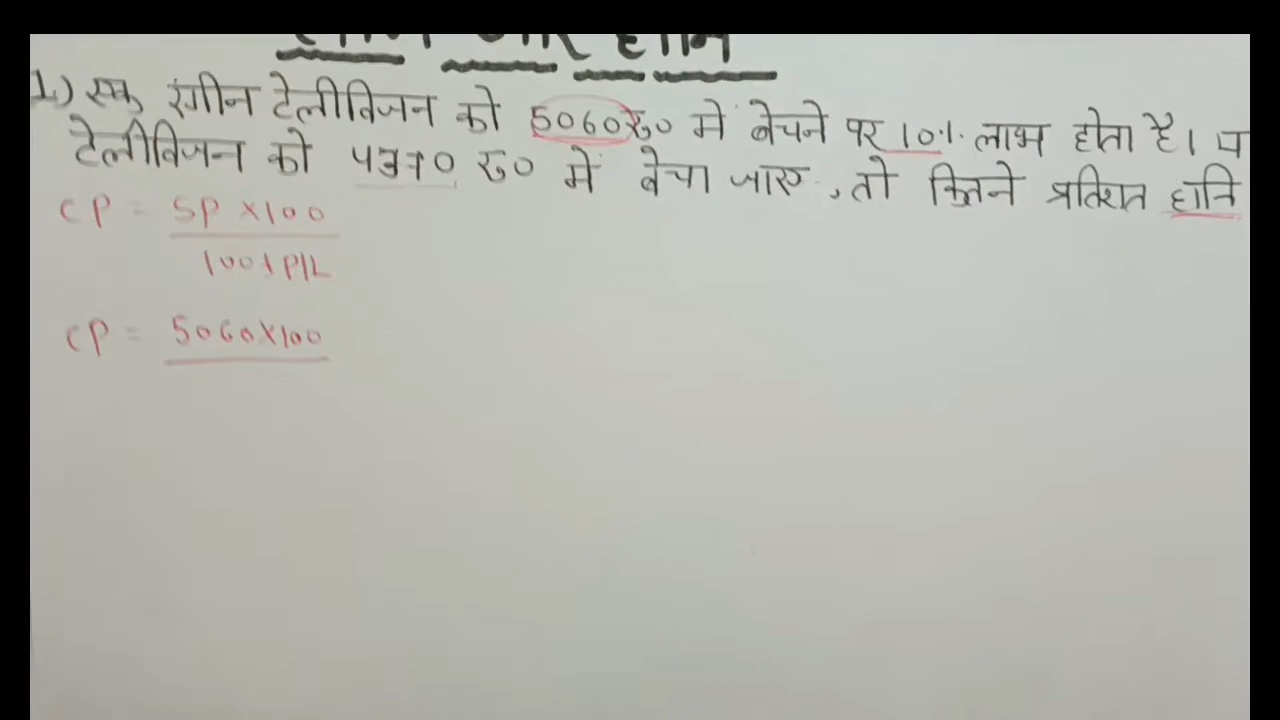 लाभ और हानि
1) एक रंगीन टेलीविजन को 5060रु० में बेचने पर 10% लाभ होता है। य
टेलीविजन को 4370 रु० में बेचा जाए, तो कितने प्रतिशत हानि
CP = SP × 100
100 ± P/L
CP = 5060×100